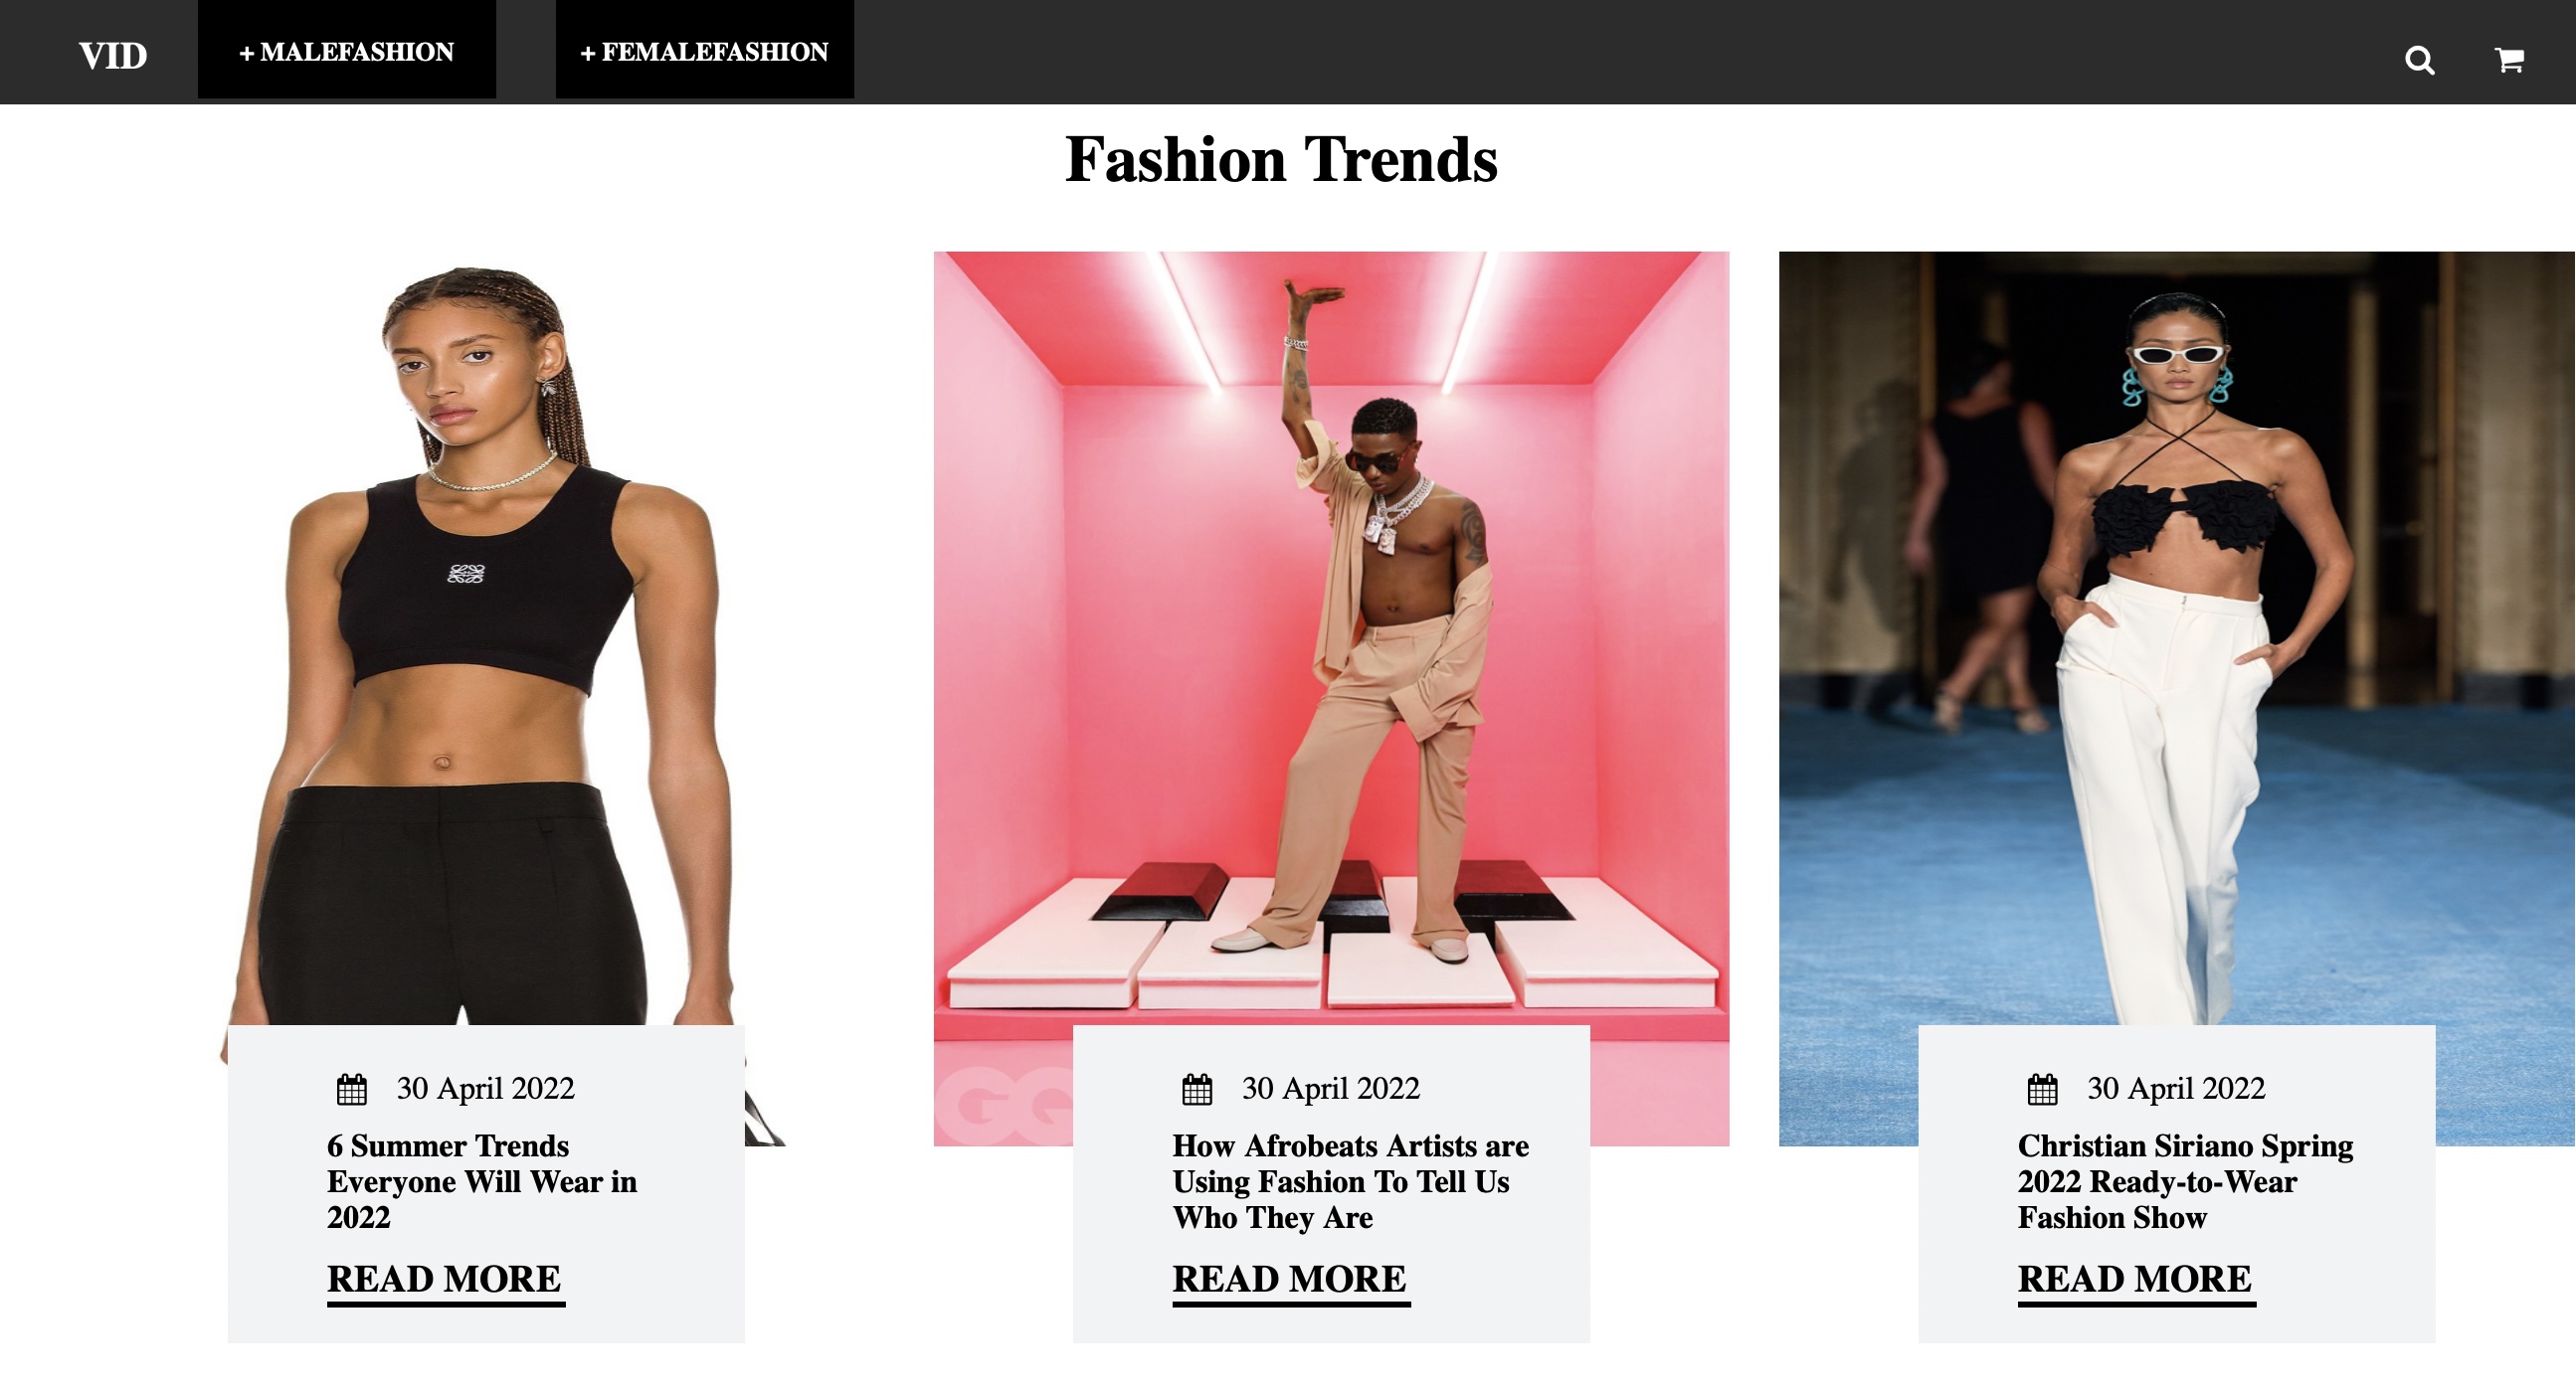 VID
+ MALEFASHION
+ FEMALEFASHION
Fashion Trends
GQ
30 April 2022
6 Summer Trends
Everyone Will Wear in
2022
READ MORE
30 April 2022
How Afrobeats Artists are
Using Fashion To Tell Us
Who They Are
READ MORE
30 April 2022
Christian Siriano Spring
2022 Ready-to-Wear
Fashion Show
READ MORE